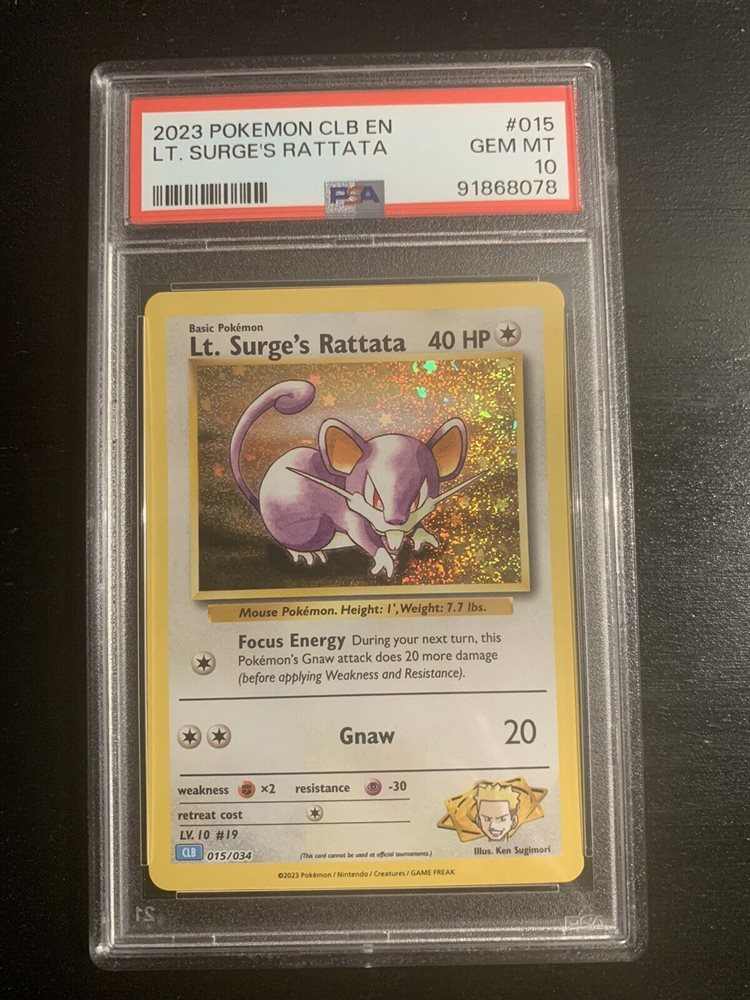 2023 POKEMON CLB EN #015
LT. SURGE'S RATTATA GEM MT
10
PSA 91868078
Basic Pokémon
Lt. Surge's Rattata 40 HP
Mouse Pokémon. Height: 1', Weight: 7.7 lbs.
Focus Energy During your next turn, this
Pokémon's Gnaw attack does 20 more damage
(before applying Weakness and Resistance).
Gnaw 20
weakness ×2 resistance -30
retreat cost
LV. 10 #19
Illus. Ken Sugimori
CLB 015/034 (This card cannot be used at official tournaments.)
©2023 Pokémon / Nintendo / Creatures / GAME FREAK
21 PSA